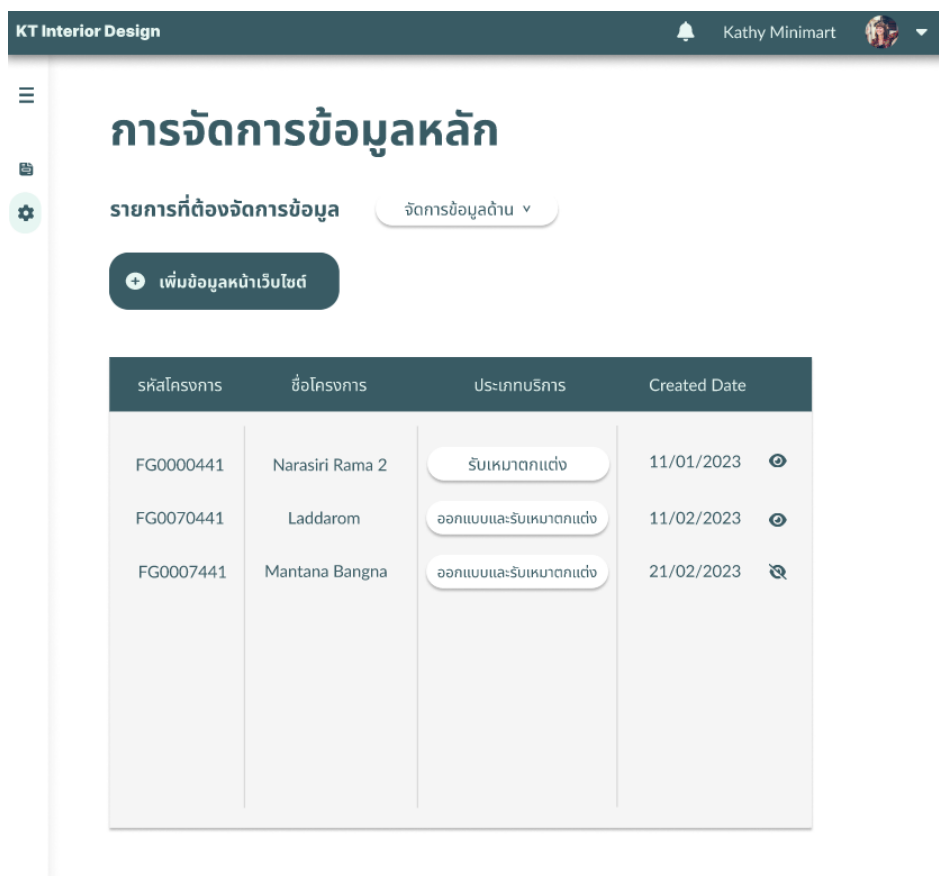 KT Interior Design
Kathy Minimart
การจัดการข้อมูลหลัก
รายการที่ต้องจัดการข้อมูล
จัดการข้อมูลด้าน
เพิ่มข้อมูลหน้าเว็บไซต์
รหัสโครงการ ชื่อโครงการ ประเภทบริการ Created Date
FG0000441 Narasiri Rama 2 รับเหมาตกแต่ง 11/01/2023
FG0070441 Laddarom ออกแบบและรับเหมาตกแต่ง 11/02/2023
FG0007441 Mantana Bangna ออกแบบและรับเหมาตกแต่ง 21/02/2023